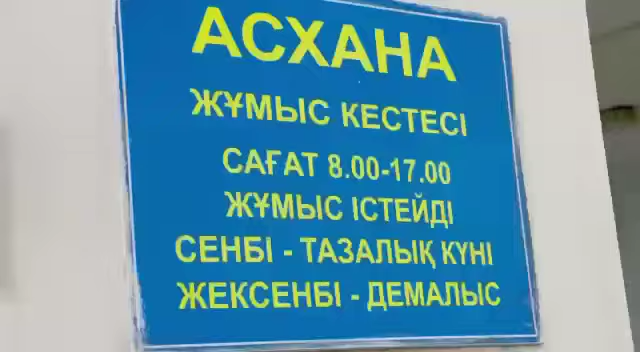 АСХАНА
ЖҰМЫС КЕСТЕСІ
САҒАТ 8.00-17.00
ЖҰМЫС ІСТЕЙДІ
СЕНБІ - ТАЗАЛЫҚ КҮНІ
ЖЕКСЕНБІ - ДЕМАЛЫС